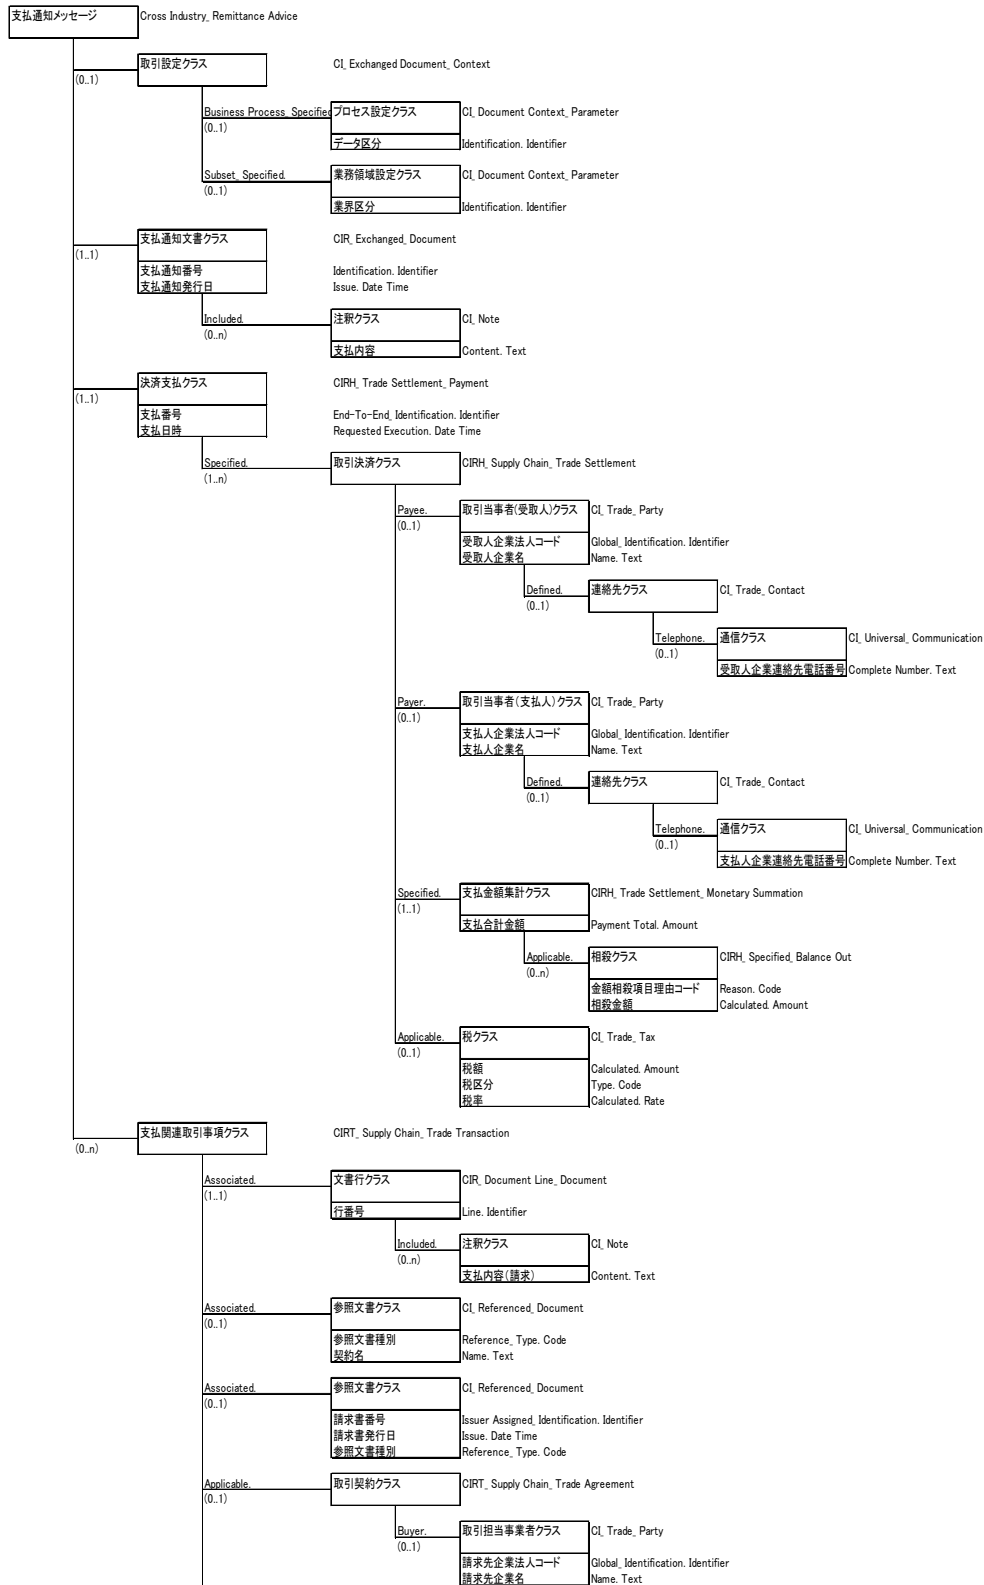 支払通知メッセージ Cross Industry_ Remittance Advice
取引設定クラス CI_ Exchanged Document_ Context
(0..1)
Business Process_ Specified プロセス設定クラス CI_ Document Context_ Parameter
(0..1)
データ区分 Identification. Identifier
Subset_ Specified. 業務領域設定クラス CI_ Document Context_ Parameter
(0..1)
業界区分 Identification. Identifier
支払通知文書クラス CIR_ Exchanged_ Document
(1..1)
支払通知番号 Identification. Identifier
支払通知発行日 Issue. Date Time
Included. 注釈クラス CI_ Note
(0..n)
支払内容 Content. Text
決済支払クラス CIRH_ Trade Settlement_ Payment
(1..1)
支払番号 End-To-End_ Identification. Identifier
支払日時 Requested Execution. Date Time
Specified. 取引決済クラス CIRH_ Supply Chain_ Trade Settlement
(1..n)
Payee. 取引当事者(受取人)クラス CI_ Trade_ Party
(0..1)
受取人企業法人コード Global_ Identification. Identifier
受取人企業名 Name. Text
Defined. 連絡先クラス CI_ Trade_ Contact
(0..1)
Telephone. 通信クラス CI_ Universal_ Communication
(0..1)
受取人企業連絡先電話番号 Complete Number. Text
Payer. 取引当事者(支払人)クラス CI_ Trade_ Party
(0..1)
支払人企業法人コード Global_ Identification. Identifier
支払人企業名 Name. Text
Defined. 連絡先クラス CI_ Trade_ Contact
(0..1)
Telephone. 通信クラス CI_ Universal_ Communication
(0..1)
支払人企業連絡先電話番号 Complete Number. Text
Specified. 支払金額集計クラス CIRH_ Trade Settlement_ Monetary Summation
(1..1)
支払合計金額 Payment Total. Amount
Applicable. 相殺クラス CIRH_ Specified_ Balance Out
(0..n)
金額相殺項目理由コード Reason. Code
相殺金額 Calculated. Amount
Applicable. 税クラス CI_ Trade_ Tax
(0..1)
税額 Calculated. Amount
税区分 Type. Code
税率 Calculated. Rate
支払関連取引事項クラス CIRT_ Supply Chain_ Trade Transaction
(0..n)
Associated. 文書行クラス CIR_ Document Line_ Document
(1..1)
行番号 Line. Identifier
Included. 注釈クラス CI_ Note
(0..n)
支払内容(請求) Content. Text
Associated. 参照文書クラス CI_ Referenced_ Document
(0..1)
参照文書種別 Reference_ Type. Code
契約名 Name. Text
Associated. 参照文書クラス CI_ Referenced_ Document
(0..1)
請求書番号 Issuer Assigned_ Identification. Identifier
請求書発行日 Issue. Date Time
参照文書種別 Reference_ Type. Code
Applicable. 取引契約クラス CIRT_ Supply Chain_ Trade Agreement
(0..1)
Buyer. 取引担当事業者クラス CI_ Trade_ Party
(0..1)
請求先企業法人コード Global_ Identification. Identifier
請求先企業名 Name. Text